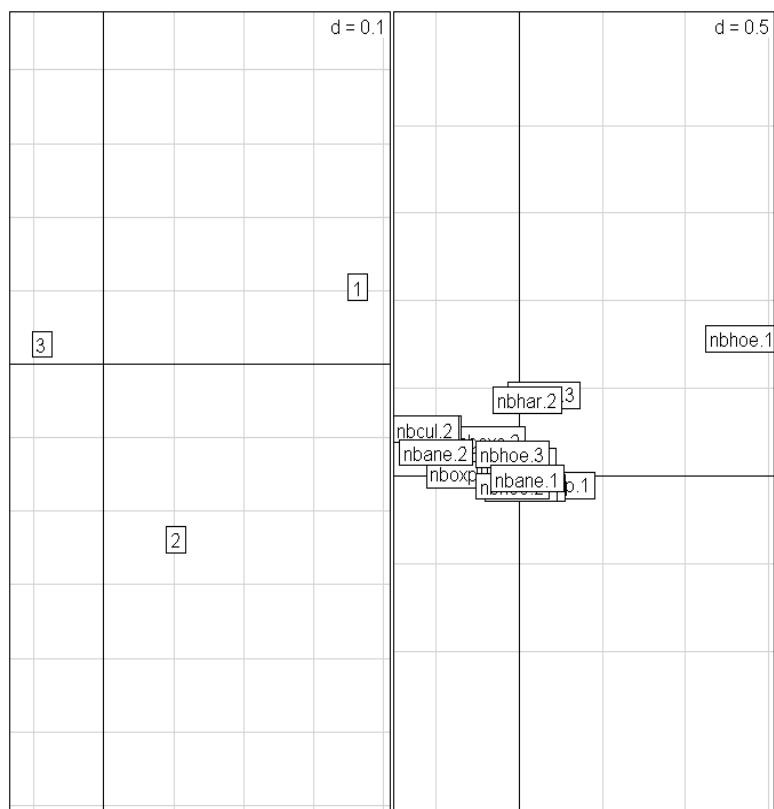 d = 0.1
1
3
2
d = 0.5
nbhoe.1
.3
nbhar.2
nbcul.2
nbane.2
nbhoe.3
nboxp
nbane.1
p.1